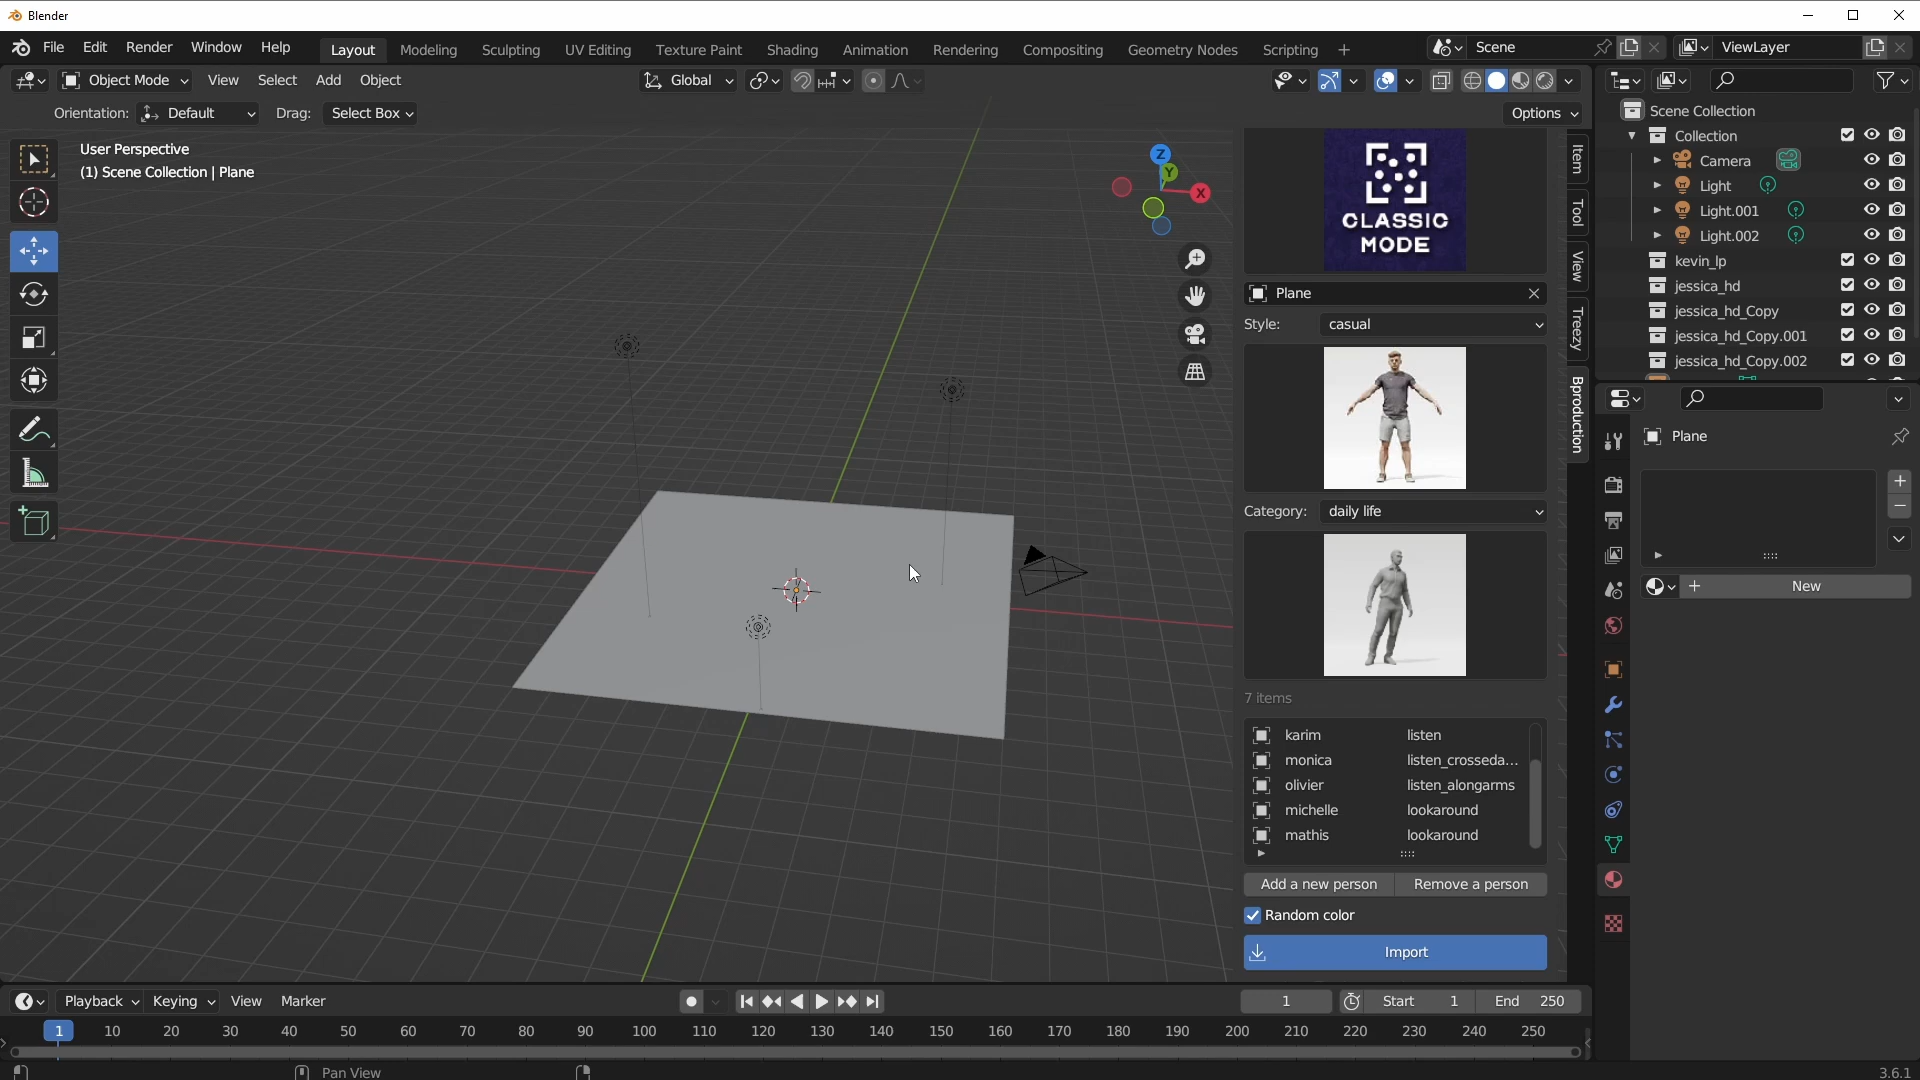 Blender
File Edit Render Window Help
Layout Modeling Sculpting UV Editing Texture Paint Shading Animation Rendering Compositing Geometry Nodes Scripting +
Scene
ViewLayer
Object Mode View Select Add Object
Global
Orientation: Default Drag: Select Box
Options
User Perspective
(1) Scene Collection | Plane
Z
Y
X
CLASSIC
MODE
Plane
Style: casual
Category: daily life
7 items
karim listen
monica listen_crosseda...
olivier listen_alongarms
michelle lookaround
mathis lookaround
Add a new person Remove a person
Random color
Import
Item
Tool
View
Treezy
Bproduction
Scene Collection
Collection
Camera
Light
Light.001
Light.002
kevin_lp
jessica_hd
jessica_hd_Copy
jessica_hd_Copy.001
jessica_hd_Copy.002
Plane
+ New
Playback Keying View Marker
1 Start 1 End 250
1 10 20 30 40 50 60 70 80 90 100 110 120 130 140 150 160 170 180 190 200 210 220 230 240 250
Pan View
3.6.1